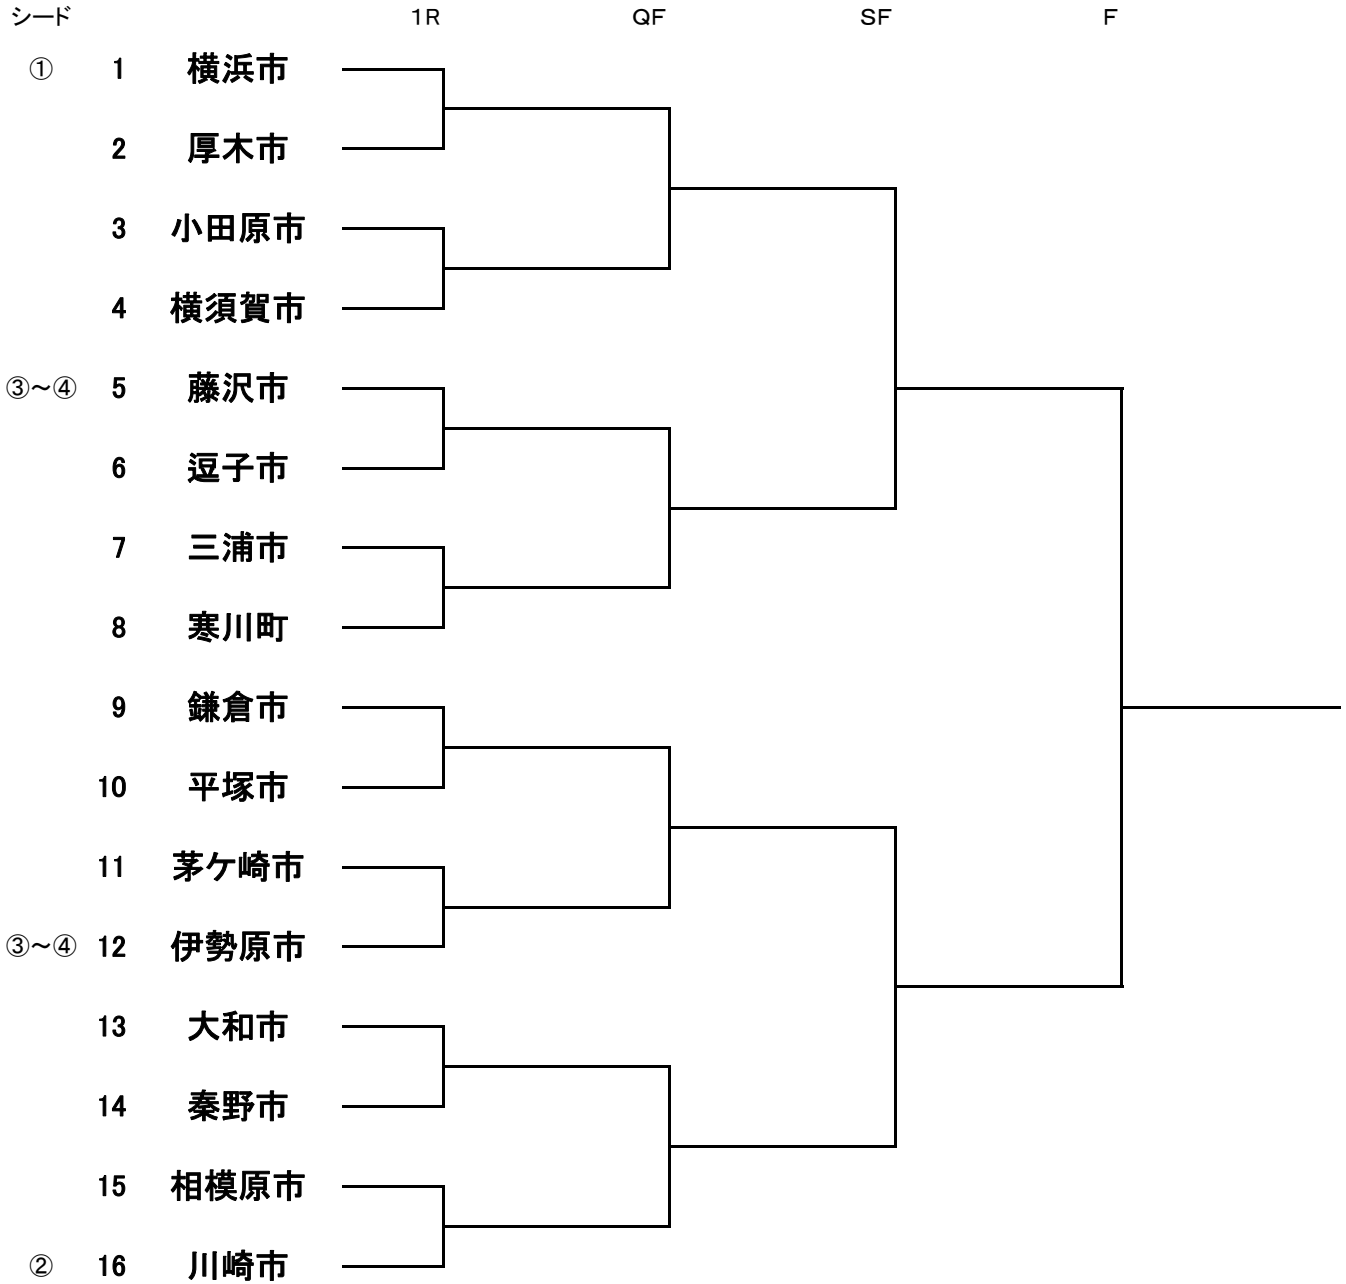 シード 1R QF SF F
① 1 横浜市
2 厚木市
3 小田原市
4 横須賀市
③～④ 5 藤沢市
6 逗子市
7 三浦市
8 寒川町
9 鎌倉市
10 平塚市
11 茅ケ崎市
③～④ 12 伊勢原市
13 大和市
14 秦野市
15 相模原市
② 16 川崎市